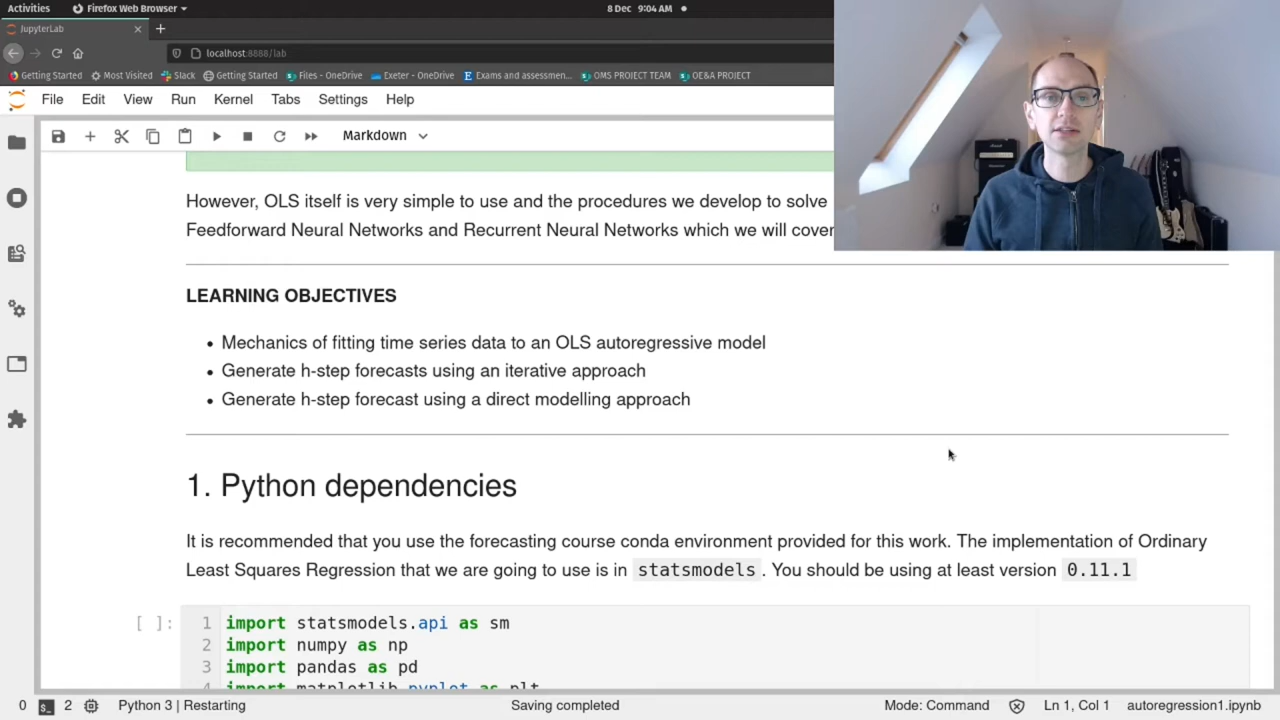 Activities Firefox Web Browser 8 Dec 9:04 AM
JupyterLab
localhost:8888/lab
Getting Started Most Visited Slack Getting Started Files - OneDrive Exeter - OneDrive Exams and assessmen... OMS PROJECT TEAM OE&A PROJECT
File Edit View Run Kernel Tabs Settings Help
Markdown
However, OLS itself is very simple to use and the procedures we develop to solve
Feedforward Neural Networks and Recurrent Neural Networks which we will cover
LEARNING OBJECTIVES
• Mechanics of fitting time series data to an OLS autoregressive model
• Generate h-step forecasts using an iterative approach
• Generate h-step forecast using a direct modelling approach
1. Python dependencies
It is recommended that you use the forecasting course conda environment provided for this work. The implementation of Ordinary
Least Squares Regression that we are going to use is in statsmodels. You should be using at least version 0.11.1
[ ]: 1 import statsmodels.api as sm
2 import numpy as np
3 import pandas as pd
4 import matplotlib.pyplot as plt
0 2 Python 3 | Restarting Saving completed Mode: Command Ln 1, Col 1 autoregression1.ipynb